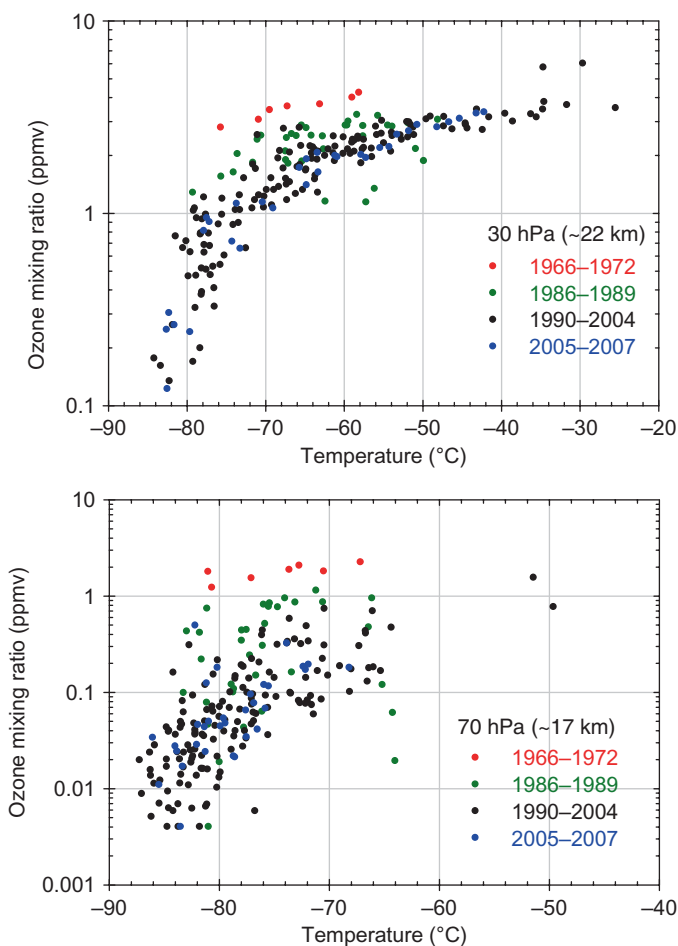 10
1
0.1
Ozone mixing ratio (ppmv)
30 hPa (~22 km)
1966–1972
1986–1989
1990–2004
2005–2007
–90 –80 –70 –60 –50 –40 –30 –20
Temperature (°C)
10
1
0.1
0.01
0.001
Ozone mixing ratio (ppmv)
70 hPa (~17 km)
1966–1972
1986–1989
1990–2004
2005–2007
–90 –80 –70 –60 –50 –40
Temperature (°C)